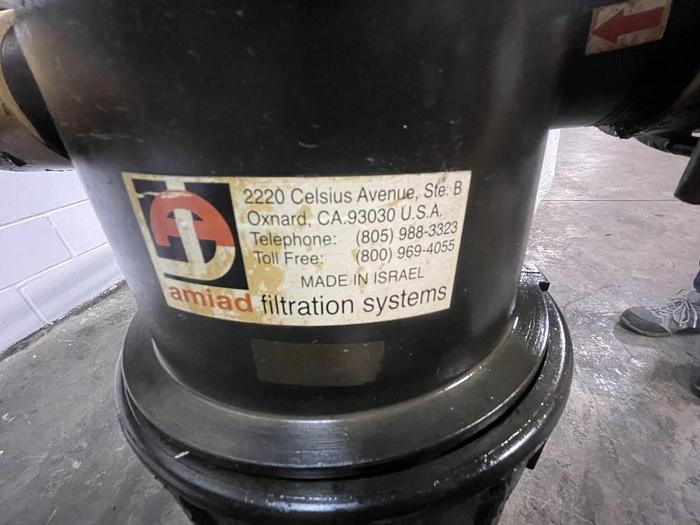 2220 Celsius Avenue, Ste. B
Oxnard, CA.93030 U.S.A.
Telephone: (805) 988-3323
Toll Free: (800) 969-4055
MADE IN ISRAEL
amiad filtration systems